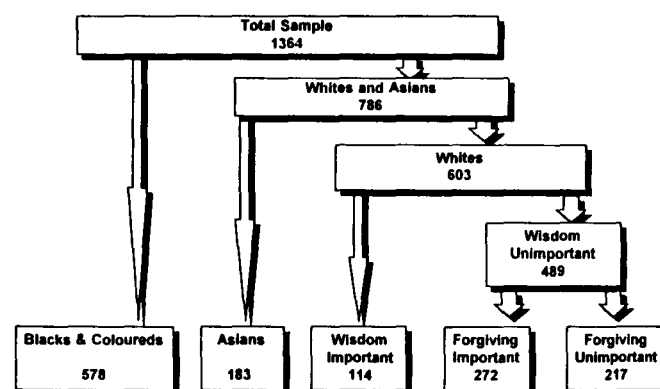 Total Sample
1364
Whites and Asians
786
Whites
603
Wisdom
Unimportant
489
Blacks & Coloureds
578
Asians
183
Wisdom
Important
114
Forgiving
Important
272
Forgiving
Unimportant
217